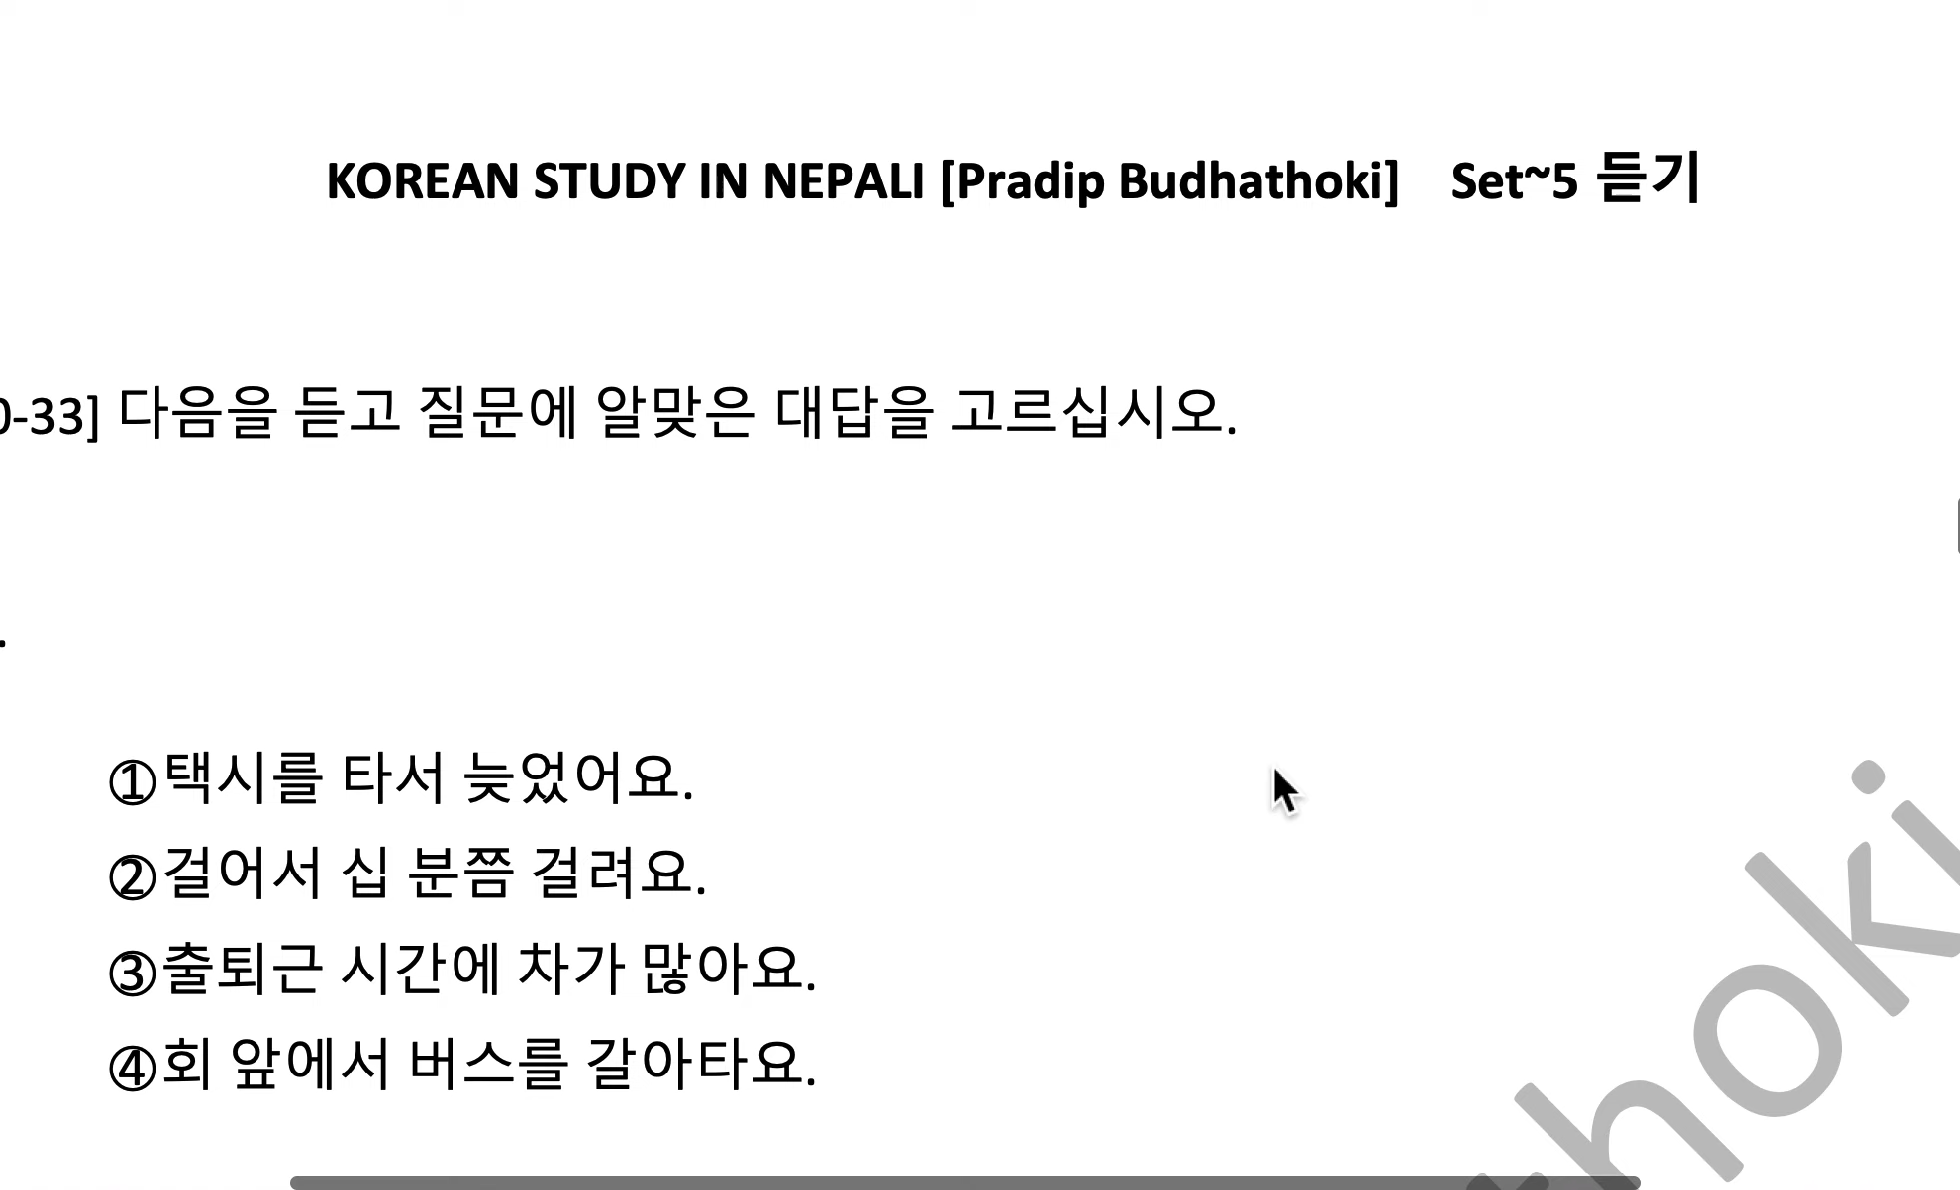 KOREAN STUDY IN NEPALI [Pradip Budhathoki] Set~5 듣기
0-33] 다음을 듣고 질문에 알맞은 대답을 고르십시오.
.
①택시를 타서 늦었어요.
②걸어서 십 분쯤 걸려요.
③출퇴근 시간에 차가 많아요.
④회 앞에서 버스를 갈아타요.
thoki